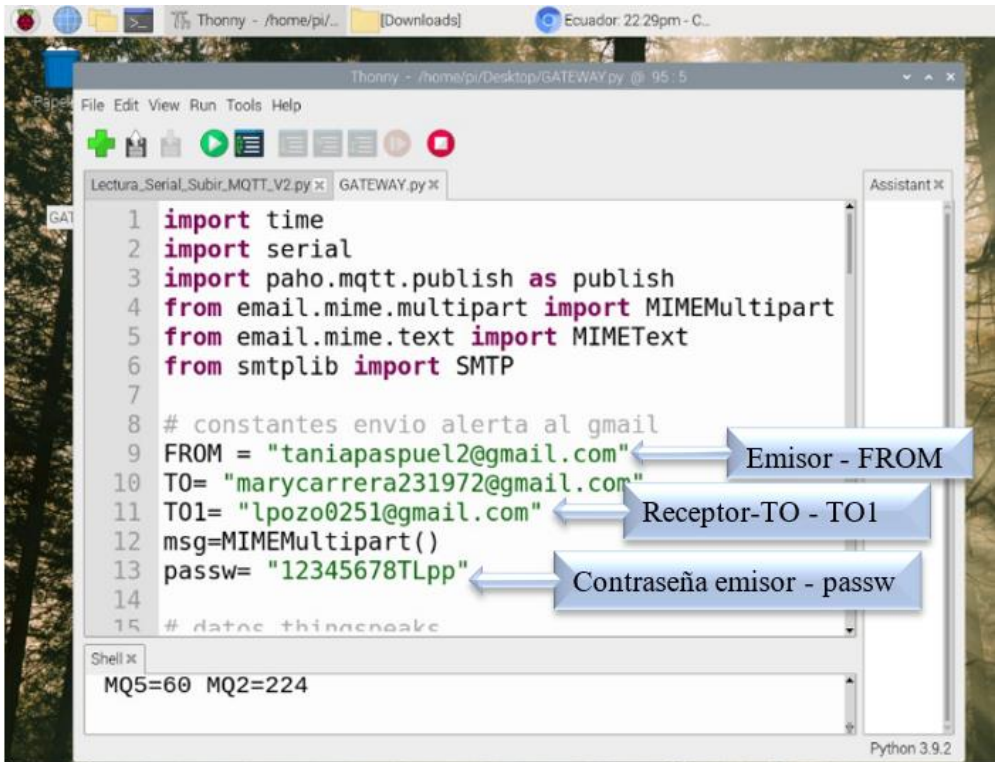 Thonny - /home/pi/...
[Downloads]
Ecuador: 22:29pm - C...
Thonny - /home/pi/Desktop/GATEWAY.py @ 95:5
File Edit View Run Tools Help
Lectura_Serial_Subir_MQTT_V2.py
GATEWAY.py
Assistant
GAT
1 import time
2 import serial
3 import paho.mqtt.publish as publish
4 from email.mime.multipart import MIMEMultipart
5 from email.mime.text import MIMEText
6 from smtplib import SMTP
7
8 # constantes envio alerta al gmail
9 FROM = "taniapaspuel2@gmail.com"
Emisor - FROM
10 TO= "marycarrera231972@gmail.com"
11 TO1= "lpozo0251@gmail.com"
Receptor-TO - TO1
12 msg=MIMEMultipart()
13 passw= "12345678TLpp"
Contraseña emisor - passw
14
15 # datos thingspeaks
Shell
MQ5=60 MQ2=224
Python 3.9.2